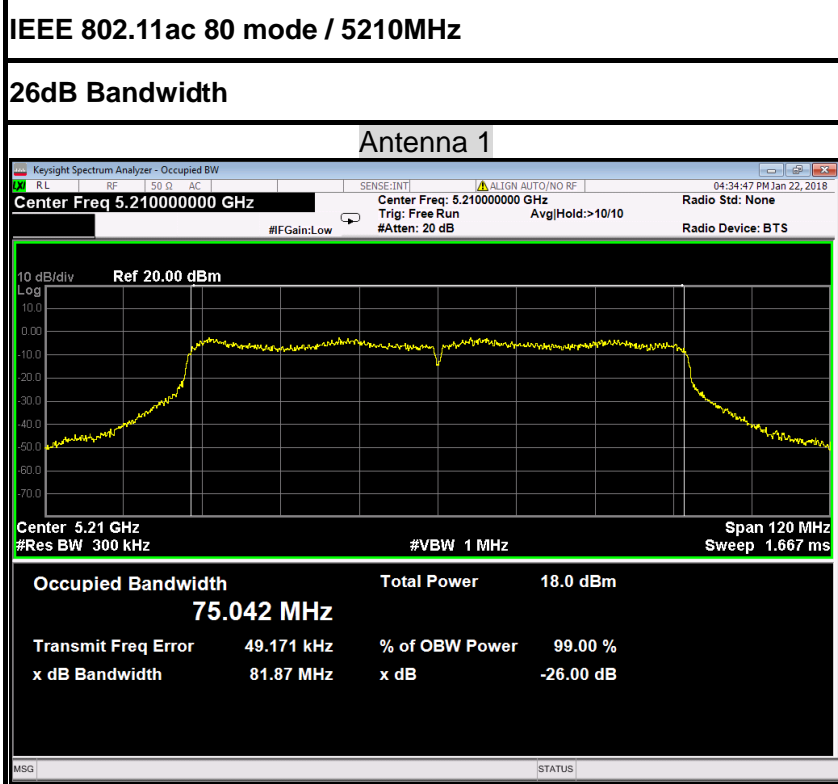 IEEE 802.11ac 80 mode / 5210MHz
26dB Bandwidth
Antenna 1
Keysight Spectrum Analyzer - Occupied BW
LXI RL RF 50 Ω AC SENSE:INT ALIGN AUTO/NO RF 04:34:47 PM Jan 22, 2018
Center Freq 5.210000000 GHz Center Freq: 5.210000000 GHz Radio Std: None
Trig: Free Run Avg|Hold:>10/10
#IFGain:Low #Atten: 20 dB Radio Device: BTS
10 dB/div Ref 20.00 dBm
Log
10.0
0.00
-10.0
-20.0
-30.0
-40.0
-50.0
-60.0
-70.0
Center 5.21 GHz Span 120 MHz
#Res BW 300 kHz #VBW 1 MHz Sweep 1.667 ms
Occupied Bandwidth Total Power 18.0 dBm
75.042 MHz
Transmit Freq Error 49.171 kHz % of OBW Power 99.00 %
x dB Bandwidth 81.87 MHz x dB -26.00 dB
MSG STATUS